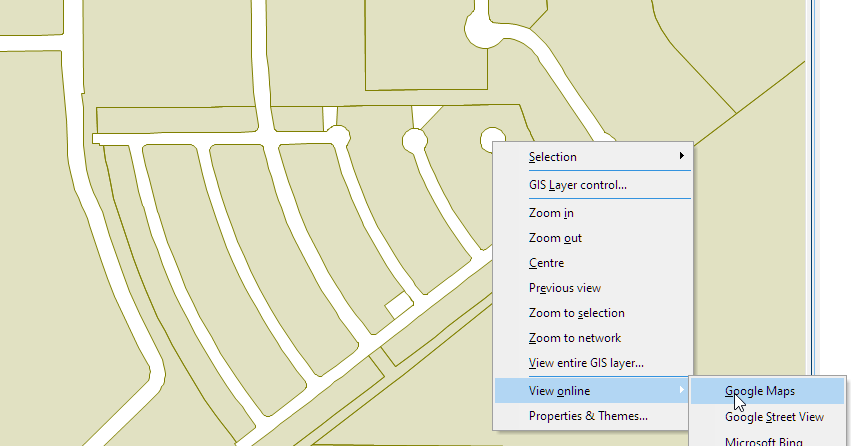 Selection
GIS Layer control...
Zoom in
Zoom out
Centre
Previous view
Zoom to selection
Zoom to network
View entire GIS layer...
View online
Properties & Themes...
Google Maps
Google Street View
Microsoft Bing